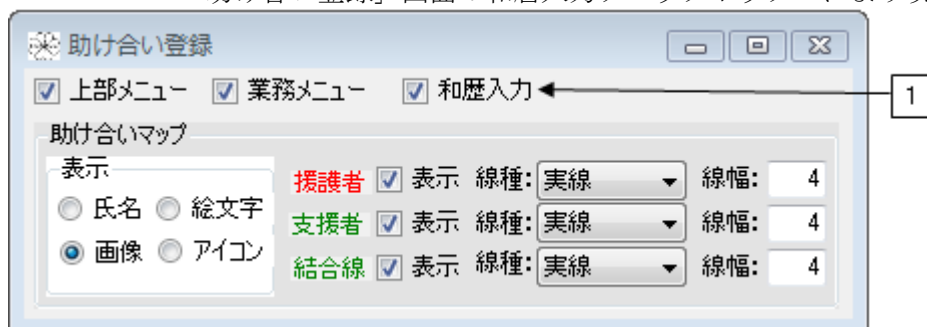 助け合い登録
上部メニュー 業務メニュー 和歴入力
1
助けあいマップ
表示
氏名 絵文字
画像 アイコン
援護者 表示 線種: 実線 線幅: 4
支援者 表示 線種: 実線 線幅: 4
結合線 表示 線種: 実線 線幅: 4